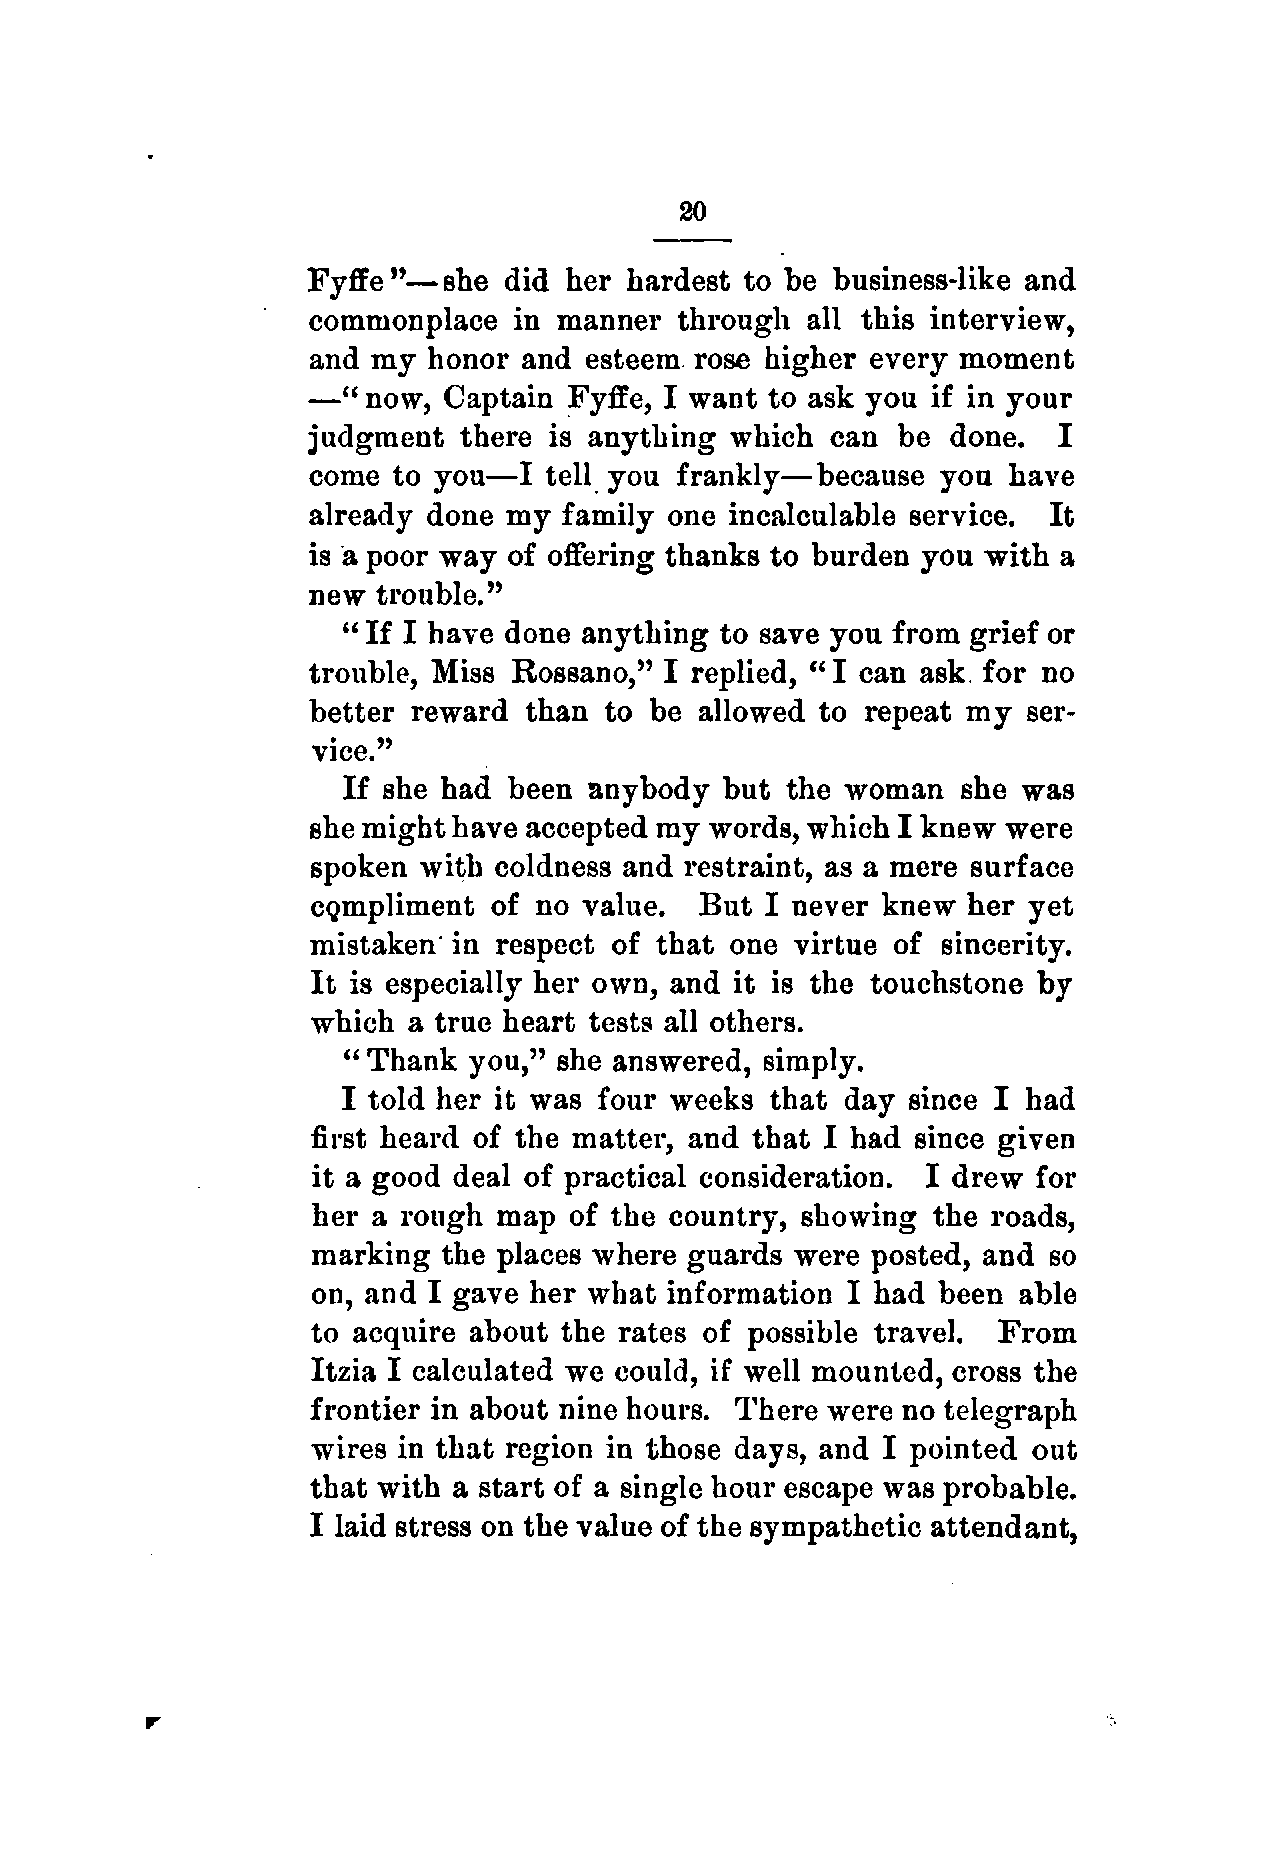 20
Fyffe"—she did her hardest to be business-like and
commonplace in manner through all this interview,
and my honor and esteem rose higher every moment
—"now, Captain Fyffe, I want to ask you if in your
judgment there is anything which can be done. I
come to you—I tell you frankly—because you have
already done my family one incalculable service. It
is a poor way of offering thanks to burden you with a
new trouble."
"If I have done anything to save you from grief or
trouble, Miss Rossano," I replied, "I can ask for no
better reward than to be allowed to repeat my ser-
vice."
If she had been anybody but the woman she was
she might have accepted my words, which I knew were
spoken with coldness and restraint, as a mere surface
compliment of no value. But I never knew her yet
mistaken in respect of that one virtue of sincerity.
It is especially her own, and it is the touchstone by
which a true heart tests all others.
"Thank you," she answered, simply.
I told her it was four weeks that day since I had
first heard of the matter, and that I had since given
it a good deal of practical consideration. I drew for
her a rough map of the country, showing the roads,
marking the places where guards were posted, and so
on, and I gave her what information I had been able
to acquire about the rates of possible travel. From
Itzia I calculated we could, if well mounted, cross the
frontier in about nine hours. There were no telegraph
wires in that region in those days, and I pointed out
that with a start of a single hour escape was probable.
I laid stress on the value of the sympathetic attendant,